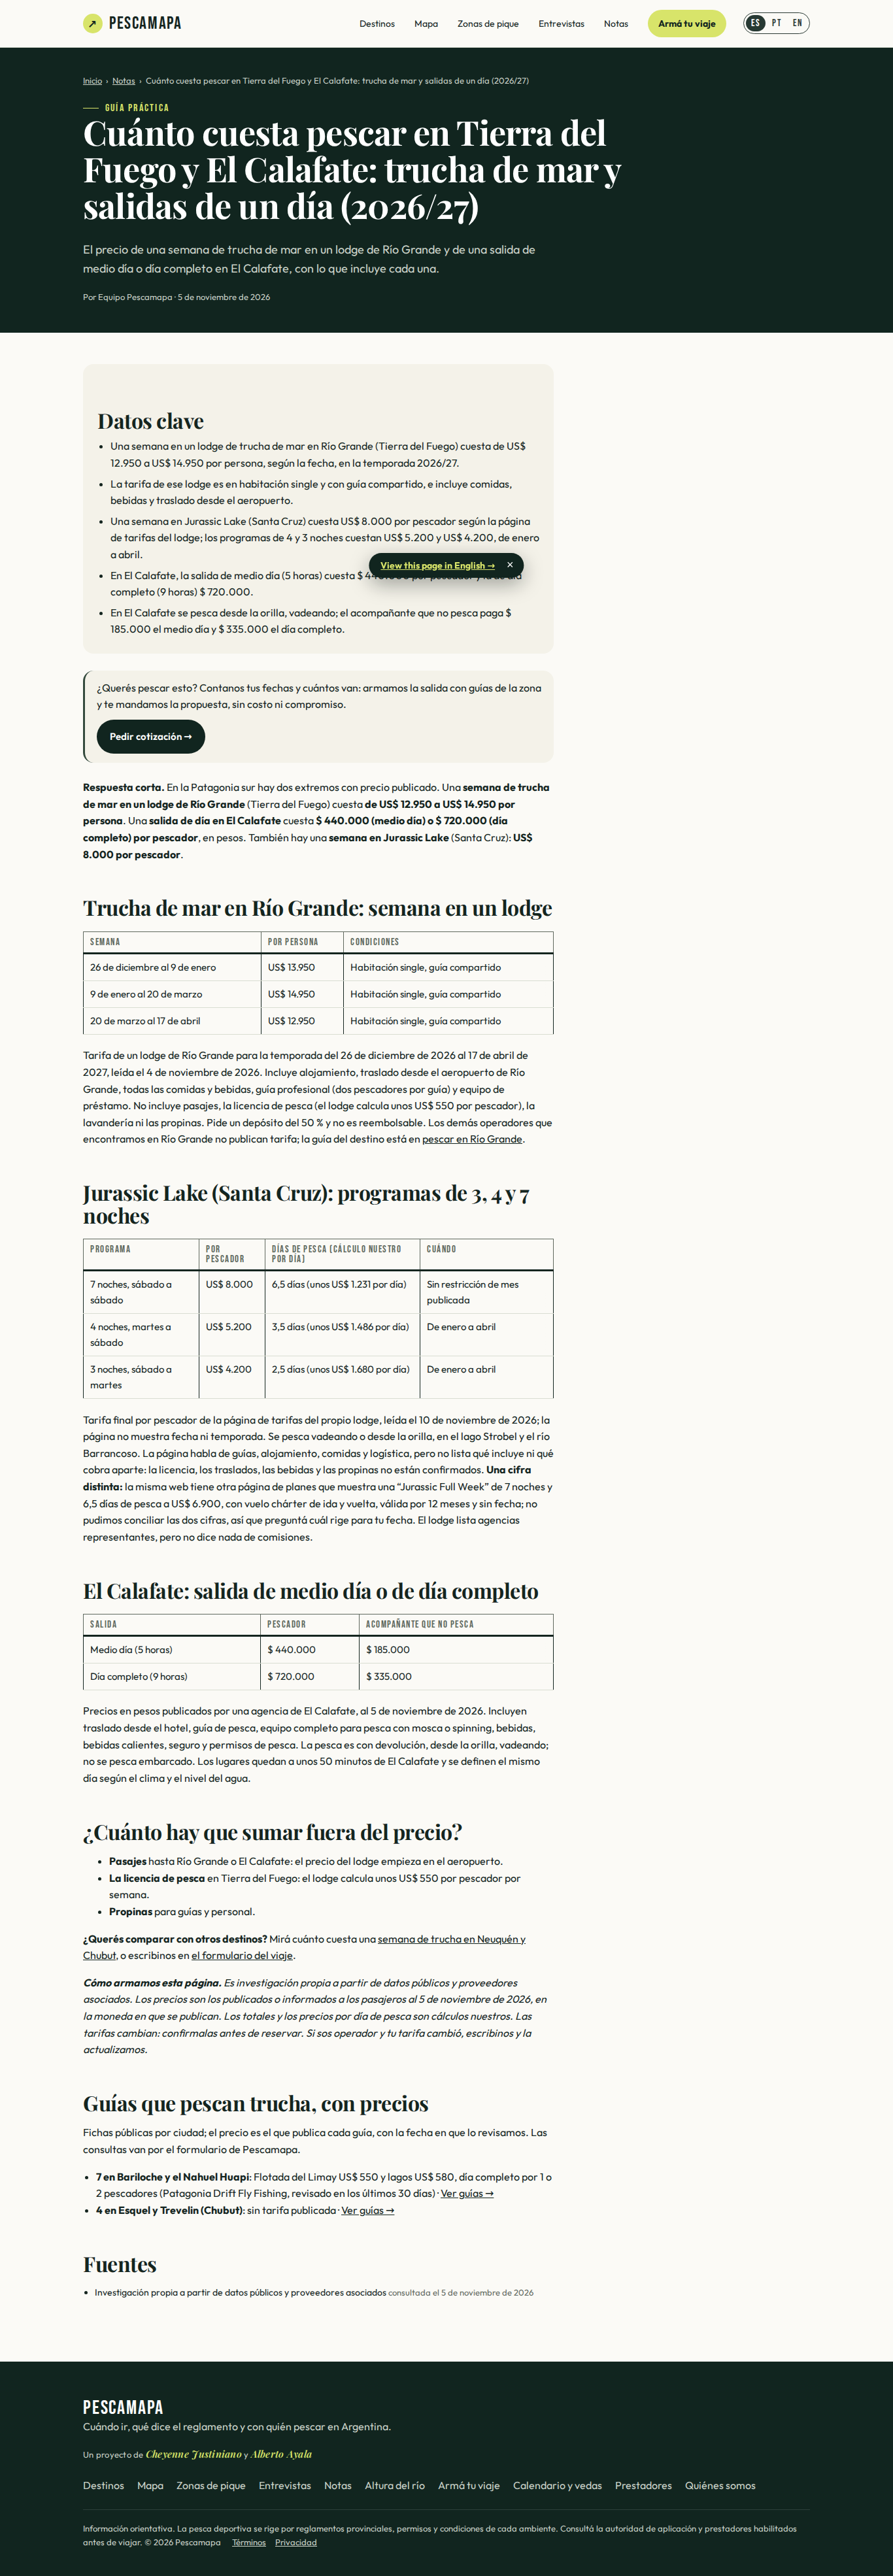 PESCAMAPA
Destinos Mapa Zonas de pique Entrevistas Notas Armá tu viaje ES PT EN
Inicio › Notas › Cuánto cuesta pescar en Tierra del Fuego y El Calafate: trucha de mar y salidas de un día (2026/27)
GUÍA PRÁCTICA
Cuánto cuesta pescar en Tierra del
Fuego y El Calafate: trucha de mar y
salidas de un día (2026/27)
El precio de una semana de trucha de mar en un lodge de Río Grande y de una salida de
medio día o día completo en El Calafate, con lo que incluye cada una.
Por Equipo Pescamapa · 5 de noviembre de 2026
Datos clave
• Una semana en un lodge de trucha de mar en Río Grande (Tierra del Fuego) cuesta de US$
12.950 a US$ 14.950 por persona, según la fecha, en la temporada 2026/27.
• La tarifa de ese lodge es en habitación single y con guía compartido, e incluye comidas,
bebidas y traslado desde el aeropuerto.
• Una semana en Jurassic Lake (Santa Cruz) cuesta US$ 8.000 por pescador según la página
de tarifas del lodge; los programas de 4 y 3 noches cuestan US$ 5.200 y US$ 4.200, de enero
a abril.
View this page in English → ×
• En El Calafate, la salida de medio día (5 horas) cuesta $
completo (9 horas) $ 720.000.
• En El Calafate se pesca desde la orilla, vadeando; el acompañante que no pesca paga $
185.000 el medio día y $ 335.000 el día completo.
¿Querés pescar esto? Contanos tus fechas y cuántos van: armamos la salida con guías de la zona
y te mandamos la propuesta, sin costo ni compromiso.
Pedir cotización →
Respuesta corta. En la Patagonia sur hay dos extremos con precio publicado. Una semana de trucha
de mar en un lodge de Río Grande (Tierra del Fuego) cuesta de US$ 12.950 a US$ 14.950 por
persona. Una salida de día en El Calafate cuesta $ 440.000 (medio día) o $ 720.000 (día
completo) por pescador, en pesos. También hay una semana en Jurassic Lake (Santa Cruz): US$
8.000 por pescador.
Trucha de mar en Río Grande: semana en un lodge
SEMANA POR PERSONA CONDICIONES
26 de diciembre al 9 de enero US$ 13.950 Habitación single, guía compartido
9 de enero al 20 de marzo US$ 14.950 Habitación single, guía compartido
20 de marzo al 17 de abril US$ 12.950 Habitación single, guía compartido
Tarifa de un lodge de Río Grande para la temporada del 26 de diciembre de 2026 al 17 de abril de
2027, leída el 4 de noviembre de 2026. Incluye alojamiento, traslado desde el aeropuerto de Río
Grande, todas las comidas y bebidas, guía profesional (dos pescadores por guía) y equipo de
préstamo. No incluye pasajes, la licencia de pesca (el lodge calcula unos US$ 550 por pescador), la
lavandería ni las propinas. Pide un depósito del 50 % y no es reembolsable. Los demás operadores que
encontramos en Río Grande no publican tarifa; la guía del destino está en pescar en Río Grande.
Jurassic Lake (Santa Cruz): programas de 3, 4 y 7
noches
PROGRAMA POR PESCADOR DÍAS DE PESCA (CÁLCULO NUESTRO POR DÍA) CUÁNDO
7 noches, sábado a sábado US$ 8.000 6,5 días (unos US$ 1.231 por día) Sin restricción de mes publicada
4 noches, martes a sábado US$ 5.200 3,5 días (unos US$ 1.486 por día) De enero a abril
3 noches, sábado a martes US$ 4.200 2,5 días (unos US$ 1.680 por día) De enero a abril
Tarifa final por pescador de la página de tarifas del propio lodge, leída el 10 de noviembre de 2026; la
página no muestra fecha ni temporada. Se pesca vadeando o desde la orilla, en el lago Strobel y el río
Barrancoso. La página habla de guías, alojamiento, comidas y logística, pero no lista qué incluye ni qué
cobra aparte: la licencia, los traslados, las bebidas y las propinas no están confirmados. Una cifra
distinta: la misma web tiene otra página de planes que muestra una “Jurassic Full Week” de 7 noches y
6,5 días de pesca a US$ 6.900, con vuelo chárter de ida y vuelta, válida por 12 meses y sin fecha; no
pudimos conciliar las dos cifras, así que preguntá cuál rige para tu fecha. El lodge lista agencias
representantes, pero no dice nada de comisiones.
El Calafate: salida de medio día o de día completo
SALIDA PESCADOR ACOMPAÑANTE QUE NO PESCA
Medio día (5 horas) $ 440.000 $ 185.000
Día completo (9 horas) $ 720.000 $ 335.000
Precios en pesos publicados por una agencia de El Calafate, al 5 de noviembre de 2026. Incluyen
traslado desde el hotel, guía de pesca, equipo completo para pesca con mosca o spinning, bebidas,
bebidas calientes, seguro y permisos de pesca. La pesca es con devolución, desde la orilla, vadeando;
no se pesca embarcado. Los lugares quedan a unos 50 minutos de El Calafate y se definen el mismo
día según el clima y el nivel del agua.
¿Cuánto hay que sumar fuera del precio?
• Pasajes hasta Río Grande o El Calafate: el precio del lodge empieza en el aeropuerto.
• La licencia de pesca en Tierra del Fuego: el lodge calcula unos US$ 550 por pescador por
semana.
• Propinas para guías y personal.
¿Querés comparar con otros destinos? Mirá cuánto cuesta una semana de trucha en Neuquén y
Chubut, o escribinos en el formulario del viaje.
Cómo armamos esta página. Es investigación propia a partir de datos públicos y proveedores
asociados. Los precios son los publicados o informados a los pasajeros al 5 de noviembre de 2026, en
la moneda en que se publican. Los totales y los precios por día de pesca son cálculos nuestros. Las
tarifas cambian: confirmalas antes de reservar. Si sos operador y tu tarifa cambió, escribinos y la
actualizamos.
Guías que pescan trucha, con precios
Fichas públicas por ciudad; el precio es el que publica cada guía, con la fecha en que lo revisamos. Las
consultas van por el formulario de Pescamapa.
• 7 en Bariloche y el Nahuel Huapi: Flotada del Limay US$ 550 y lagos US$ 580, día completo por 1 o
2 pescadores (Patagonia Drift Fly Fishing, revisado en los últimos 30 días) · Ver guías →
• 4 en Esquel y Trevelin (Chubut): sin tarifa publicada · Ver guías →
Fuentes
• Investigación propia a partir de datos públicos y proveedores asociados consultada el 5 de noviembre de 2026
PESCAMAPA
Cuándo ir, qué dice el reglamento y con quién pescar en Argentina.
Un proyecto de Cheyenne Justiniano y Alberto Ayala
Destinos Mapa Zonas de pique Entrevistas Notas Altura del río Armá tu viaje Calendario y vedas Prestadores Quiénes somos
Información orientativa. La pesca deportiva se rige por reglamentos provinciales, permisos y condiciones de cada ambiente. Consultá la autoridad de aplicación y prestadores habilitados
antes de viajar. © 2026 Pescamapa Términos Privacidad